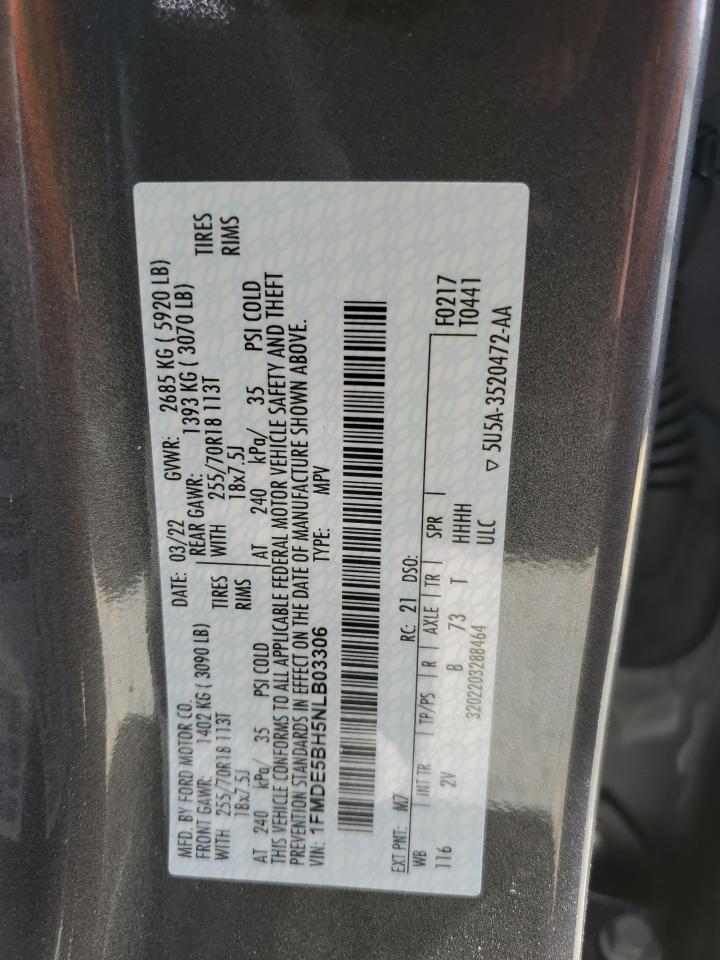 MFD. BY FORD MOTOR CO.
DATE: 03/22 GVWR: 2685 KG ( 5920 LB)
FRONT GAWR: 1402 KG ( 3090 LB) REAR GAWR: 1393 KG ( 3070 LB)
WITH 255/70R18 113T TIRES WITH 255/70R18 113T TIRES
18x7.5J RIMS 18x7.5J RIMS
AT 240 kPa/ 35 PSI COLD AT 240 kPa/ 35 PSI COLD
THIS VEHICLE CONFORMS TO ALL APPLICABLE FEDERAL MOTOR VEHICLE SAFETY AND THEFT
PREVENTION STANDARDS IN EFFECT ON THE DATE OF MANUFACTURE SHOWN ABOVE.
VIN: 1FMDE5BH5NLB03306 TYPE: MPV
EXT PNT: M7 RC: 21 DSO: F0217
WB INT TR TP/PS R AXLE TR SPR T0441
116 2V B 73 T HHHH
3202203288464 ULC ▽ 5U5A-3520472-AA